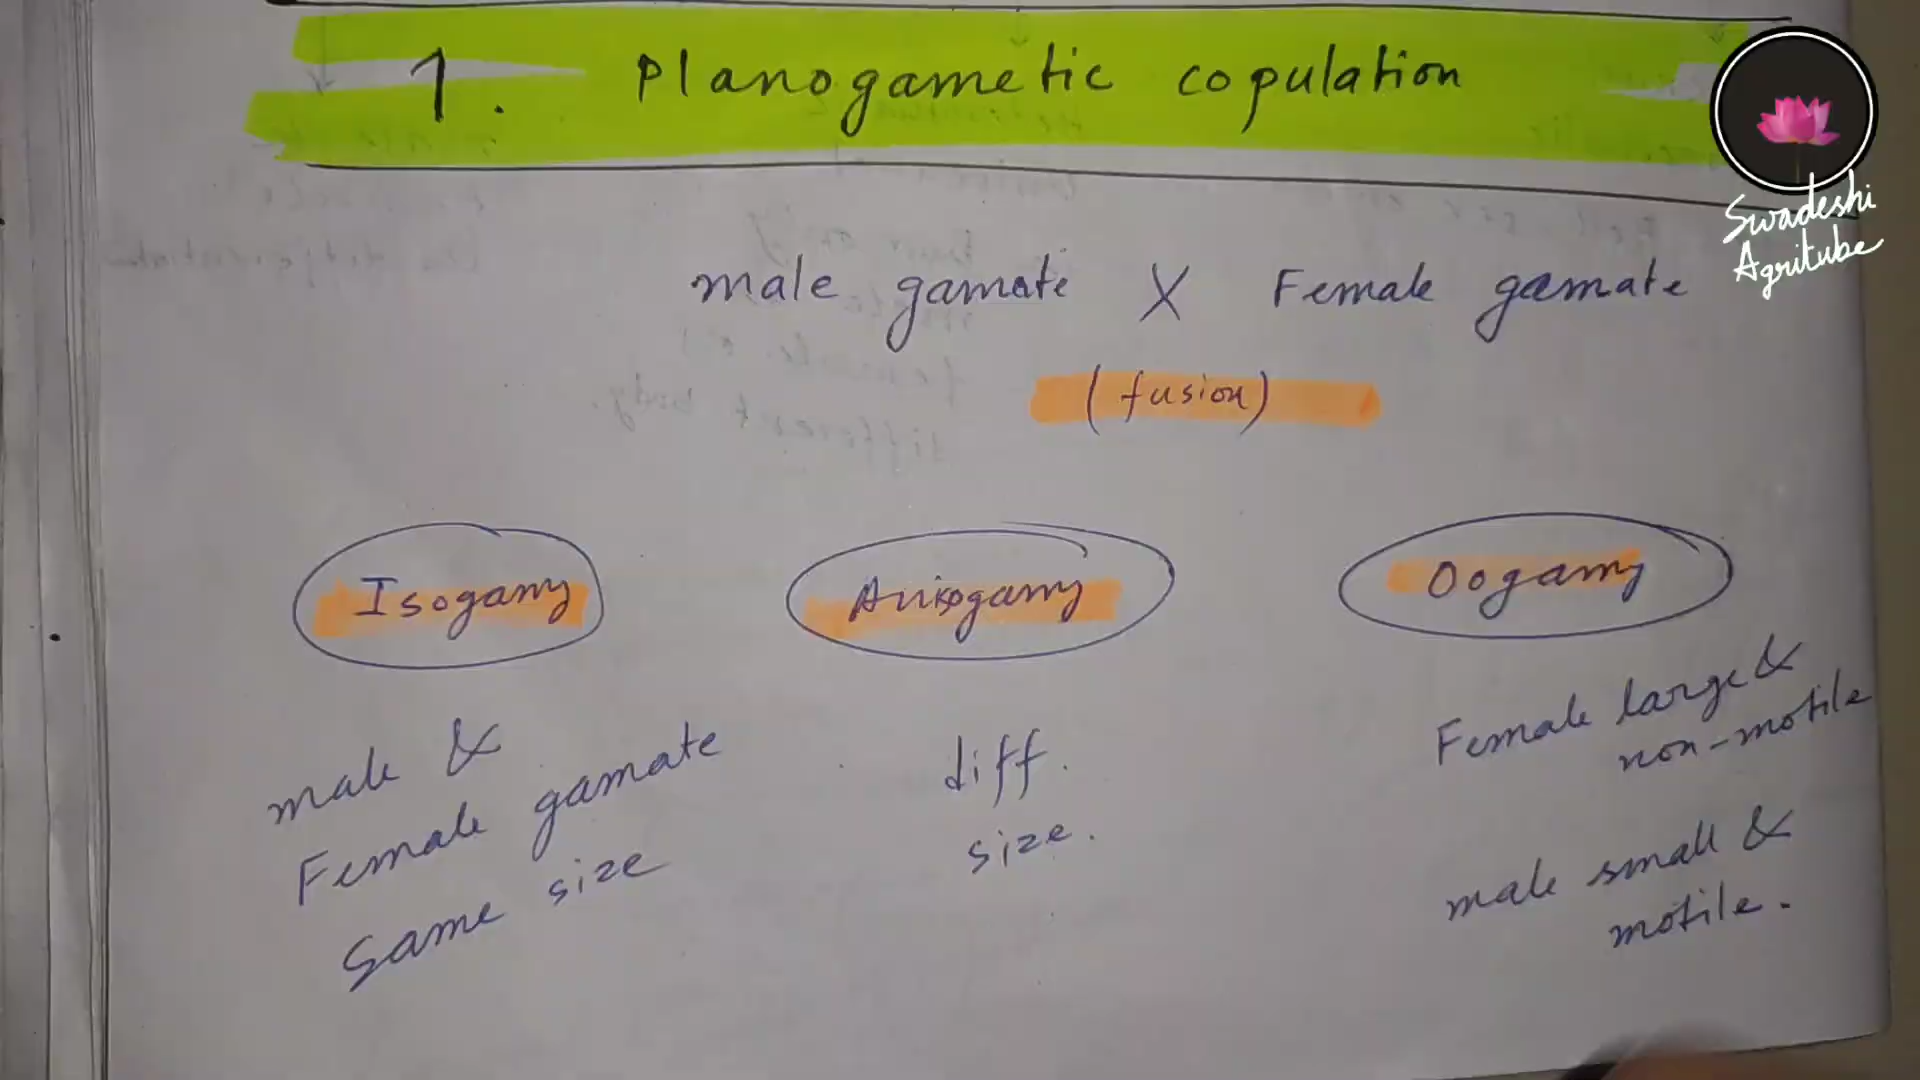 1. Planogametic copulation
Swadeshi
Agritube
male gamate X Female gamate
(fusion)
Isogamy
Anisogamy
Oogamy
male &
Female gamate
Same size
diff.
size.
Female large &
non-motile
male small &
motile.